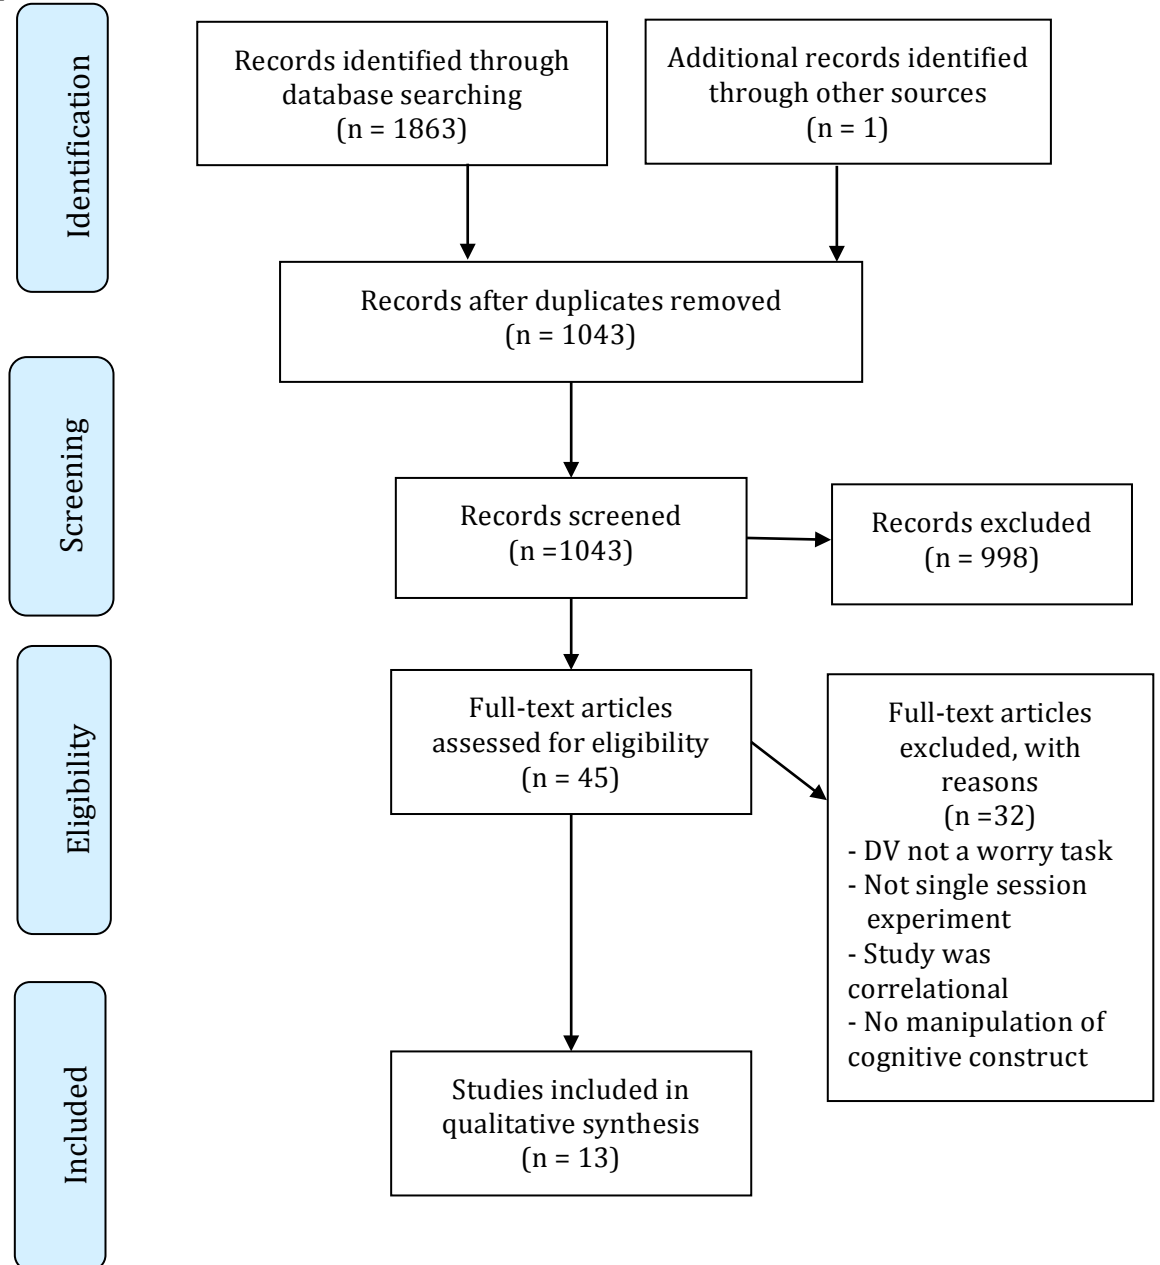 Identification
Records identified through
database searching
(n = 1863)
Additional records identified
through other sources
(n = 1)
Records after duplicates removed
(n = 1043)
Screening
Records screened
(n =1043)
Records excluded
(n = 998)
Eligibility
Full-text articles
assessed for eligibility
(n = 45)
Full-text articles
excluded, with
reasons
(n =32)
- DV not a worry task
- Not single session
experiment
- Study was
correlational
- No manipulation of
cognitive construct
Included
Studies included in
qualitative synthesis
(n = 13)